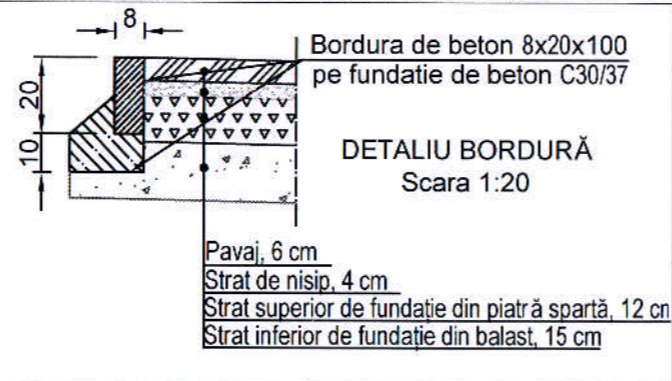 8
Bordura de beton 8x20x100
pe fundatie de beton C30/37
20
10
DETALIU BORDURĂ
Scara 1:20
Pavaj, 6 cm
Strat de nisip, 4 cm
Strat superior de fundație din piatră spartă, 12 cm
Strat inferior de fundație din balast, 15 cm